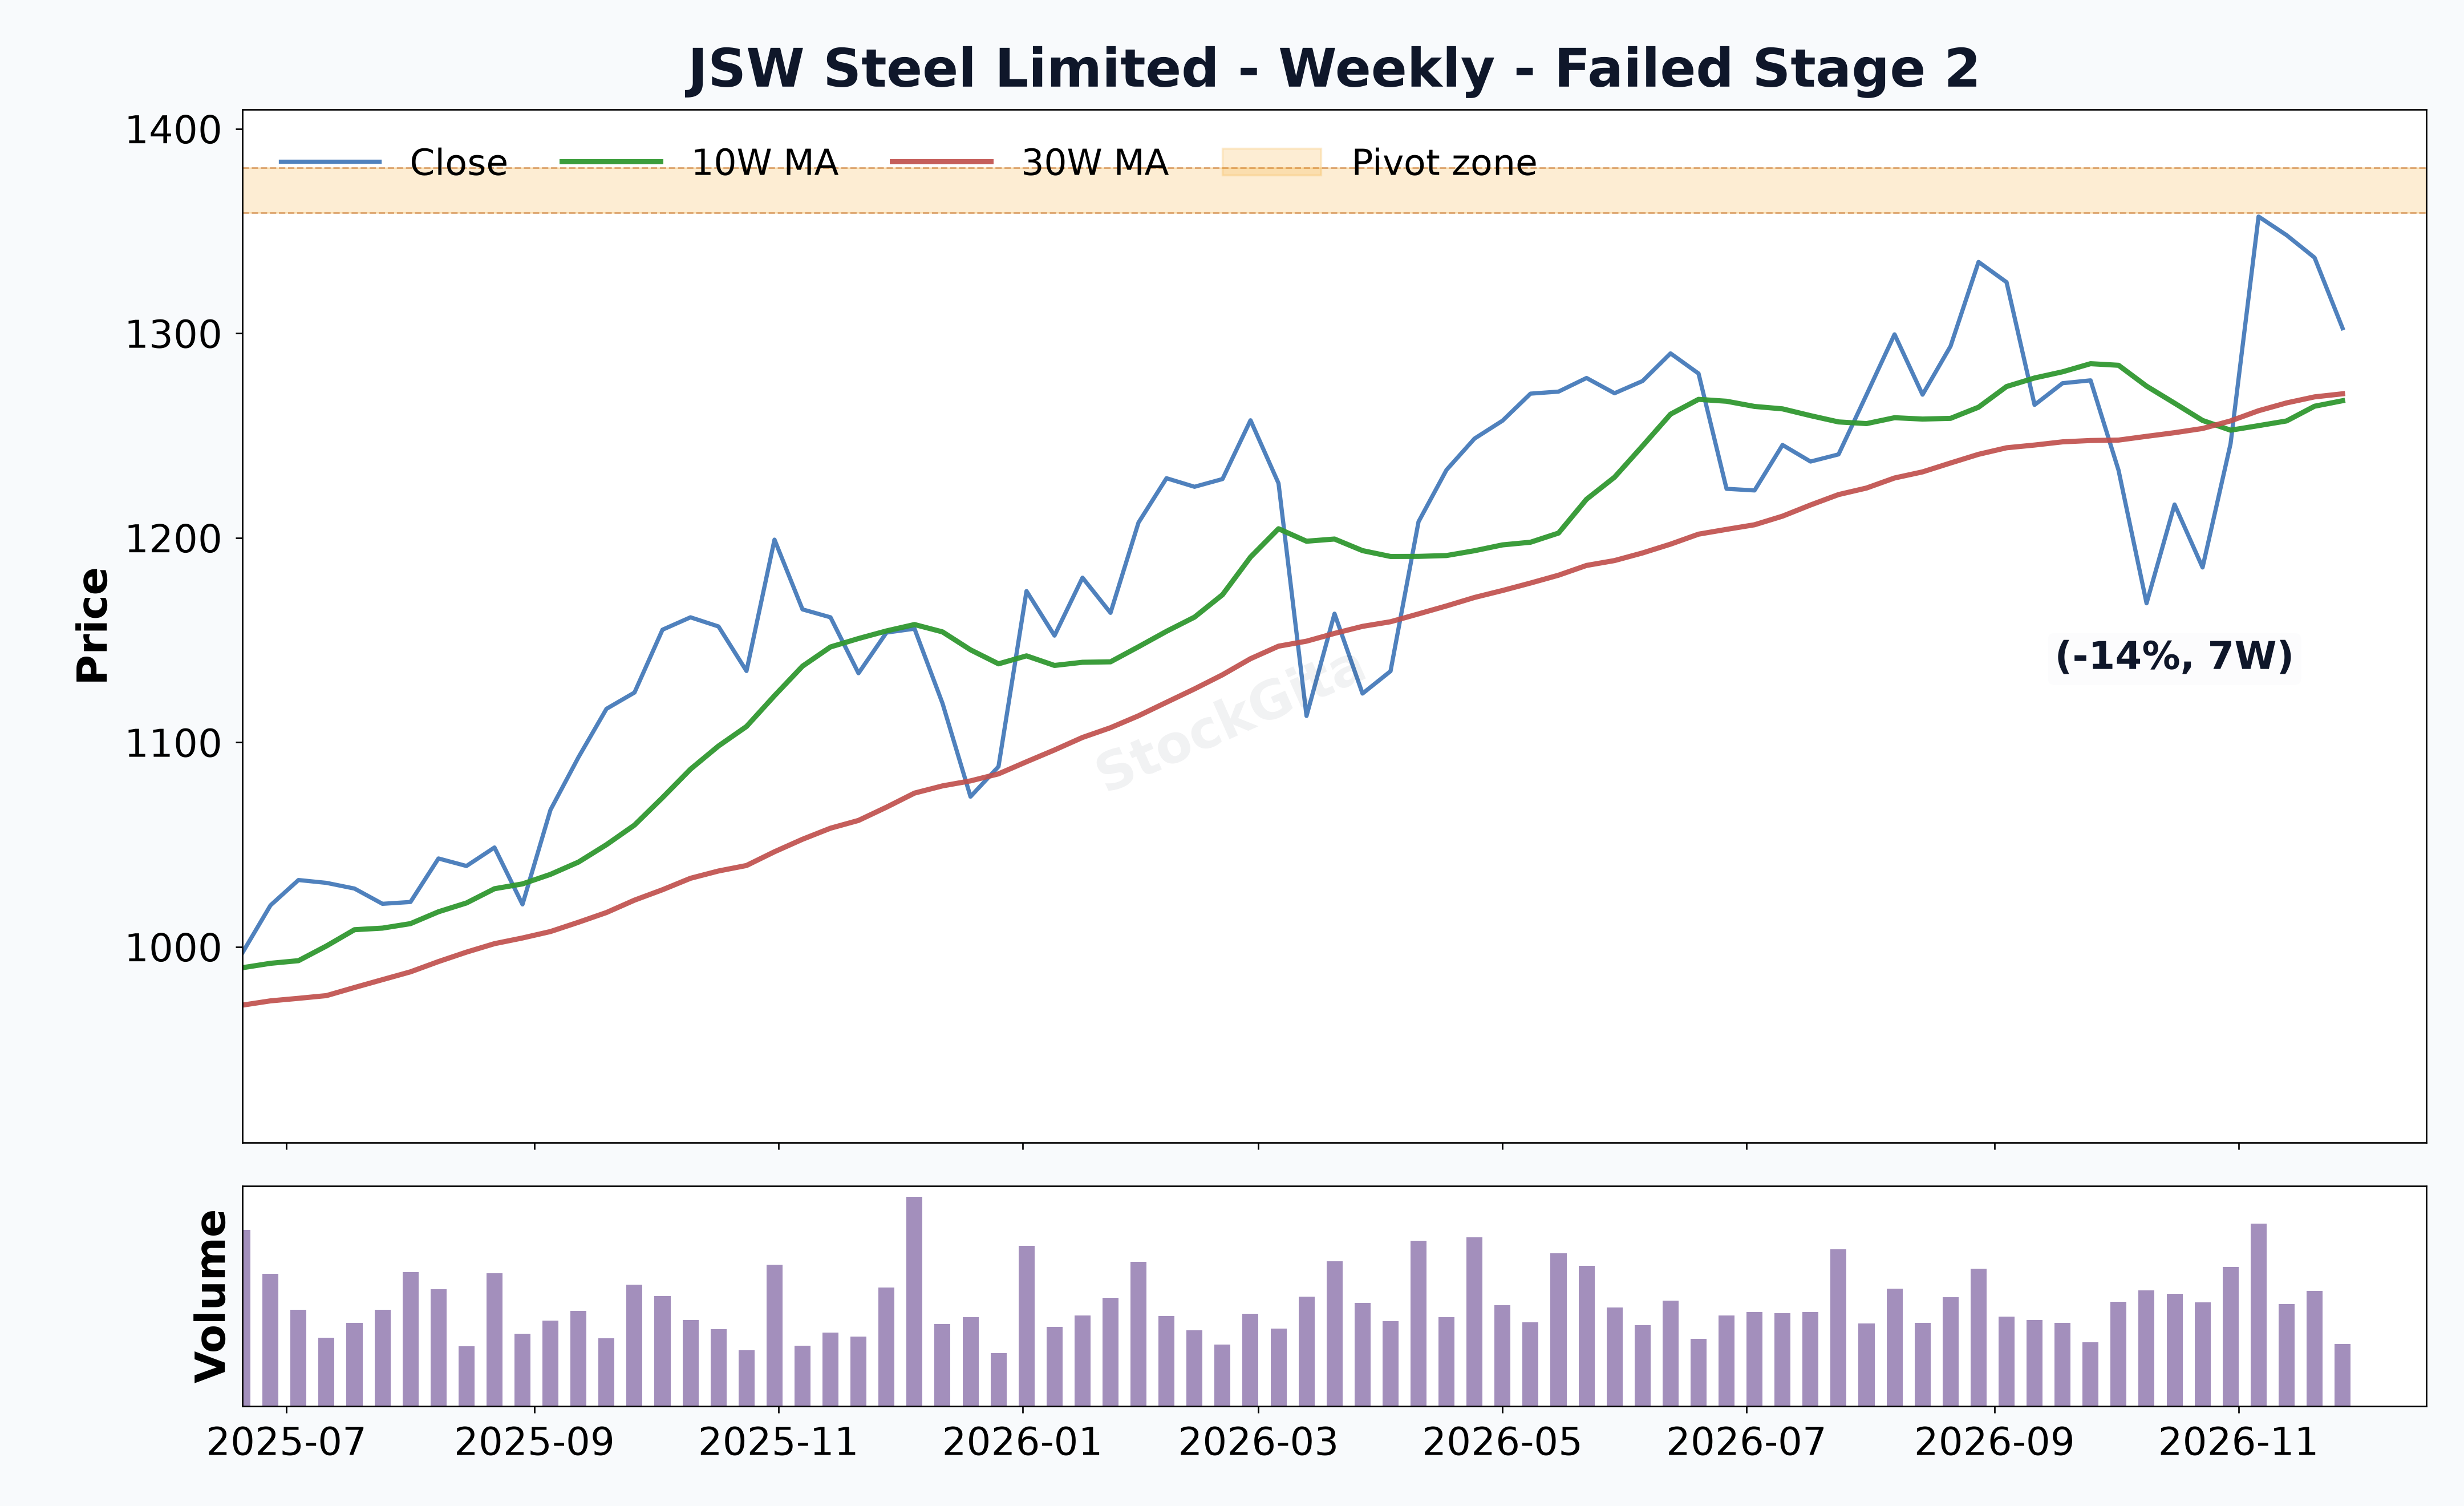 JSW Steel Limited - Weekly - Failed Stage 2
Close 10W MA 30W MA Pivot zone
1400
1300
1200
1100
1000
Price
(-14%, 7W)
StockGita
Volume
2025-07 2025-09 2025-11 2026-01 2026-03 2026-05 2026-07 2026-09 2026-11